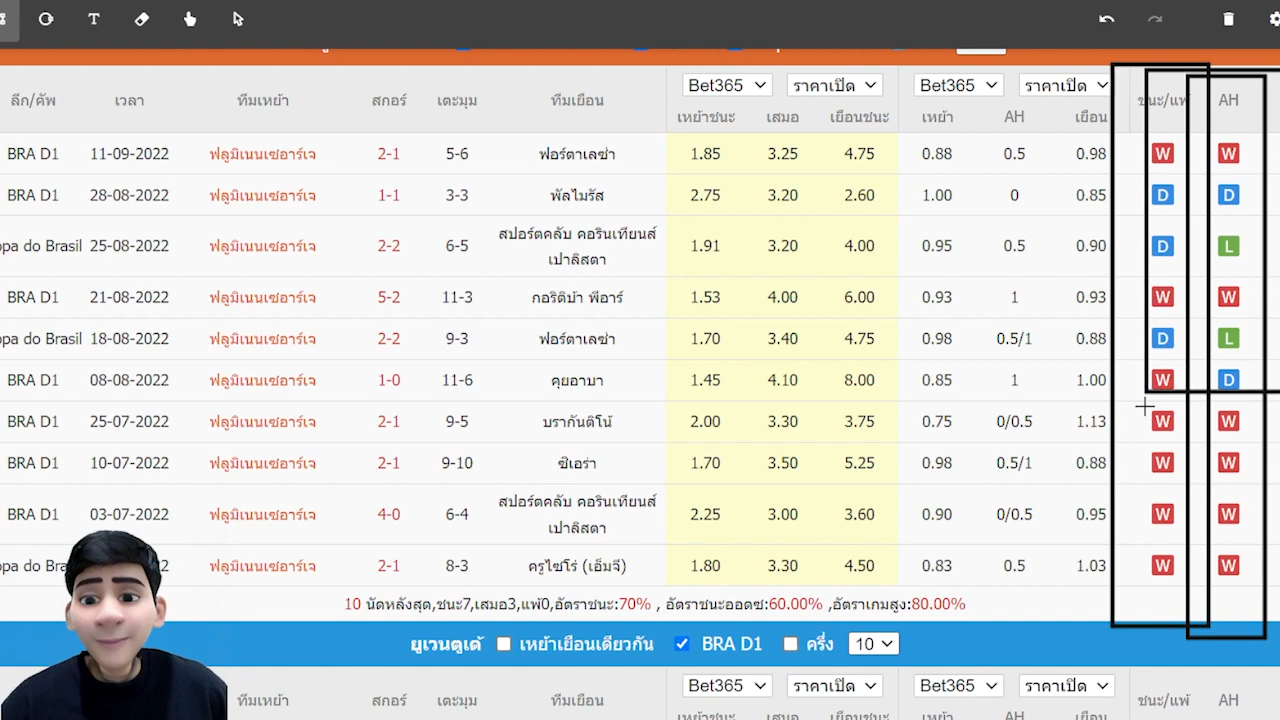 T
Bet365 ราคาเปิด Bet365 ราคาเปิด
ลีก/คัพ เวลา ทีมเหย้า สกอร์ เตะมุม ทีมเยือน ชนะ/แพ้ AH
เหย้าชนะ เสมอ เยือนชนะ เหย้า AH เยือน
BRA D1 11-09-2022 ฟลูมิเนนเซอาร์เจ 2-1 5-6 ฟอร์ตาเลซ่า 1.85 3.25 4.75 0.88 0.5 0.98 W W
BRA D1 28-08-2022 ฟลูมิเนนเซอาร์เจ 1-1 3-3 พัลไมรัส 2.75 3.20 2.60 1.00 0 0.85 D D
opa do Brasil 25-08-2022 ฟลูมิเนนเซอาร์เจ 2-2 6-5 สปอร์ตคลับ คอรินเทียนส์ 1.91 3.20 4.00 0.95 0.5 0.90 D L
เปาลิสตา
BRA D1 21-08-2022 ฟลูมิเนนเซอาร์เจ 5-2 11-3 กอริติบ้า พีอาร์ 1.53 4.00 6.00 0.93 1 0.93 W W
opa do Brasil 18-08-2022 ฟลูมิเนนเซอาร์เจ 2-2 9-3 ฟอร์ตาเลซ่า 1.70 3.40 4.75 0.98 0.5/1 0.88 D L
BRA D1 08-08-2022 ฟลูมิเนนเซอาร์เจ 1-0 11-6 คุยอาบา 1.45 4.10 8.00 0.85 1 1.00 W D
BRA D1 25-07-2022 ฟลูมิเนนเซอาร์เจ 2-1 9-5 บรากันติโน้ 2.00 3.30 3.75 0.75 0/0.5 1.13 W W
BRA D1 10-07-2022 ฟลูมิเนนเซอาร์เจ 2-1 9-10 ซิเอร่า 1.70 3.50 5.25 0.98 0.5/1 0.88 W W
BRA D1 03-07-2022 ฟลูมิเนนเซอาร์เจ 4-0 6-4 สปอร์ตคลับ คอรินเทียนส์ 2.25 3.00 3.60 0.90 0/0.5 0.95 W W
เปาลิสตา
opa do Bra 2 ฟลูมิเนนเซอาร์เจ 2-1 8-3 ครูไซโร่ (เอ็มจี) 1.80 3.30 4.50 0.83 0.5 1.03 W W
10 นัดหลังสุด,ชนะ7,เสมอ3,แพ้0,อัตราชนะ:70% , อัตราชนะออดซ:60.00% ,อัตราเกมสูง:80.00%
ยูเวนตูเด้ เหย้าเยือนเดียวกัน BRA D1 ครึ่ง 10
Bet365 ราคาเปิด Bet365 ราคาเปิด
ทีมเหย้า สกอร์ เตะมุม ทีมเยือน ชนะ/แพ้ AH
เหย้าชนะ เสมอ เยือนชนะ เหย้า AH เยือน